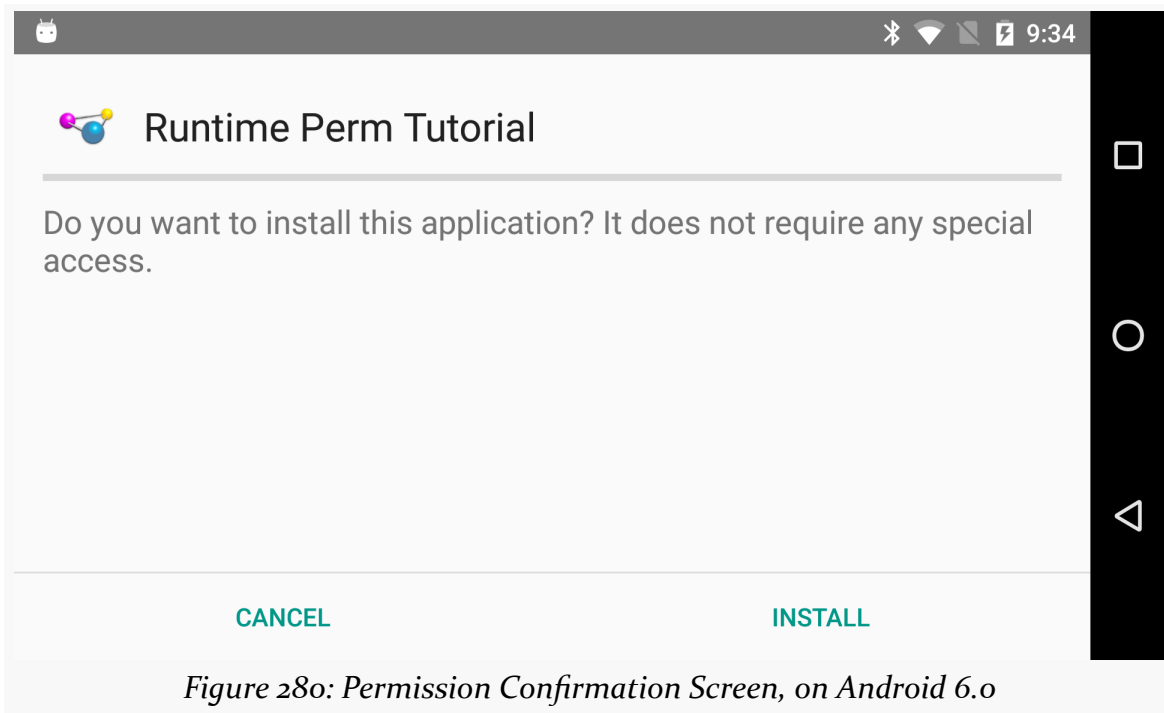 9:34
Runtime Perm Tutorial
Do you want to install this application? It does not require any special
access.
CANCEL INSTALL
Figure 280: Permission Confirmation Screen, on Android 6.0